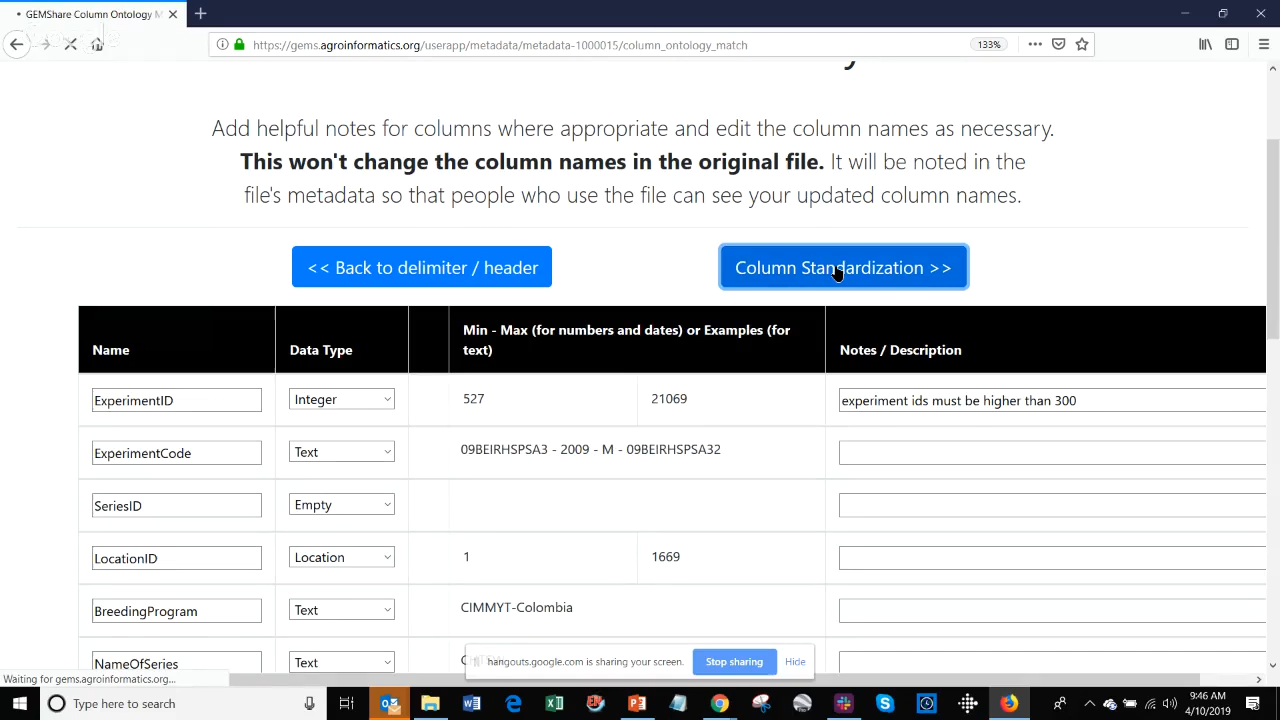 GEMShare Column Ontology M
https://gems.agroinformatics.org/userapp/metadata/metadata-1000015/column_ontology_match
133%
Add helpful notes for columns where appropriate and edit the column names as necessary.
This won't change the column names in the original file. It will be noted in the
file's metadata so that people who use the file can see your updated column names.
<< Back to delimiter / header
Column Standardization >>
Name
Data Type
Min - Max (for numbers and dates) or Examples (for
text)
Notes / Description
ExperimentID
Integer
527
21069
experiment ids must be higher than 300
ExperimentCode
Text
09BEIRHSPSA3 - 2009 - M - 09BEIRHSPSA32
SeriesID
Empty
LocationID
Location
1
1669
BreedingProgram
Text
CIMMYT-Colombia
NameOfSeries
Text
hangouts.google.com is sharing your screen.
Stop sharing
Hide
Waiting for gems.agroinformatics.org...
Type here to search
9:46 AM
4/10/2019